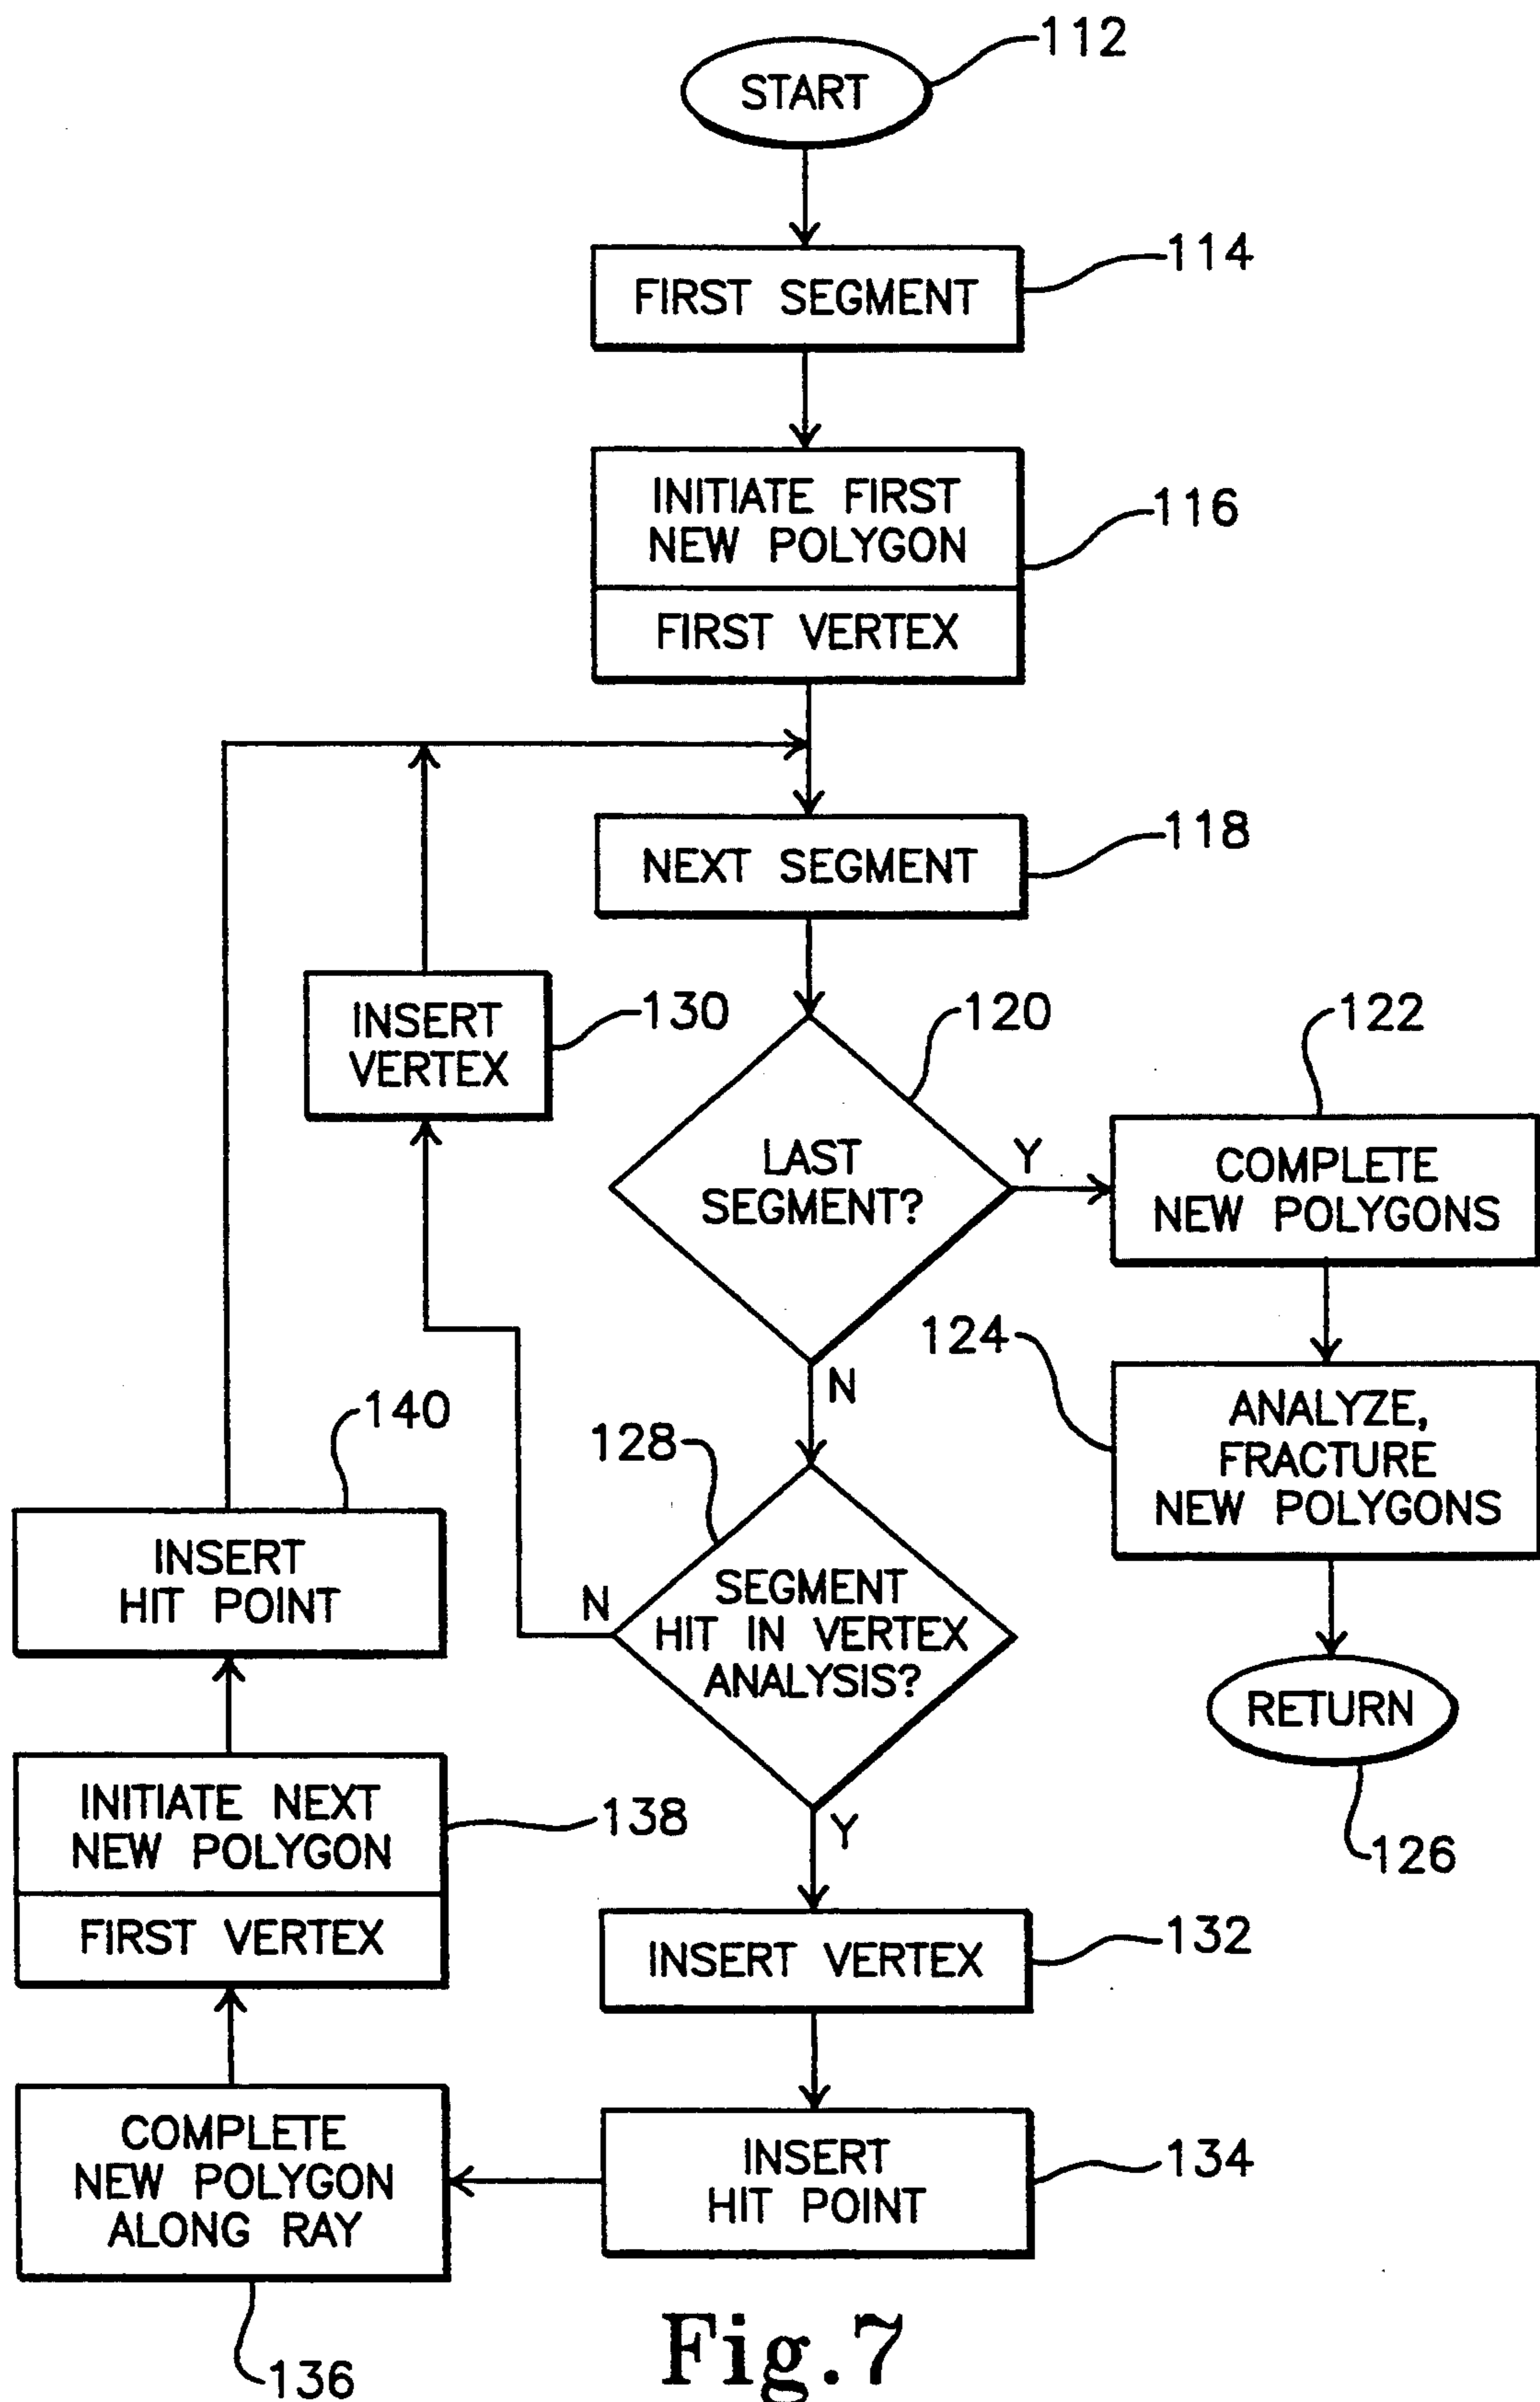 112
START
114
FIRST SEGMENT
INITIATE FIRST
NEW POLYGON
116
FIRST VERTEX
118
NEXT SEGMENT
INSERT
VERTEX
130
120
122
LAST
SEGMENT?
Y
COMPLETE
NEW POLYGONS
N
124
ANALYZE,
FRACTURE
NEW POLYGONS
140
128
INSERT
HIT POINT
N
SEGMENT
HIT IN VERTEX
ANALYSIS?
RETURN
126
Y
INITIATE NEXT
NEW POLYGON
138
FIRST VERTEX
INSERT VERTEX
132
COMPLETE
NEW POLYGON
ALONG RAY
INSERT
HIT POINT
134
136
Fig.7